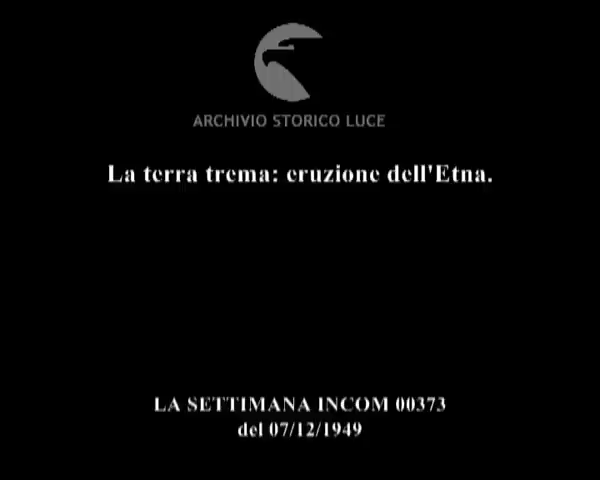 ARCHIVIO STORICO LUCE
La terra trema: eruzione dell'Etna.
LA SETTIMANA INCOM 00373
del 07/12/1949